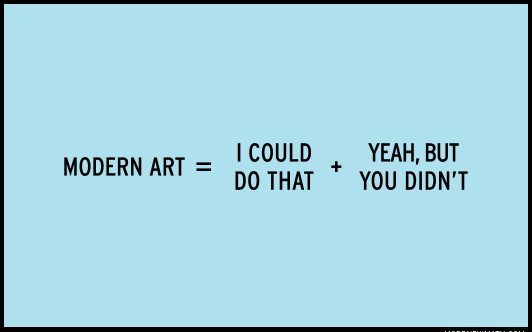 MODERN ART = I COULD DO THAT + YEAH, BUT YOU DIDN'T